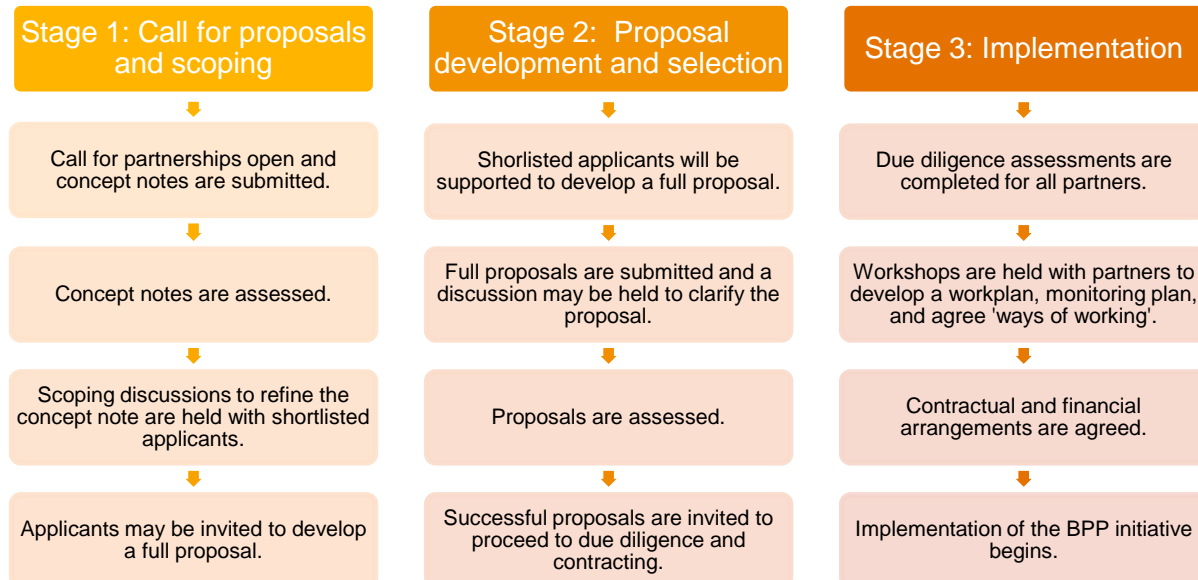 Stage 1: Call for proposals
and scoping
Call for partnerships open and
concept notes are submitted.
Concept notes are assessed.
Scoping discussions to refine the
concept note are held with shortlisted
applicants.
Applicants may be invited to develop
a full proposal.
Stage 2:  Proposal
development and selection
Shorlisted applicants will be
supported to develop a full proposal.
Full proposals are submitted and a
discussion may be held to clarify the
proposal.
Proposals are assessed.
Successful proposals are invited to
proceed to due diligence and
contracting.
Stage 3: Implementation
Due diligence assessments are
completed for all partners.
Workshops are held with partners to
develop a workplan, monitoring plan,
and agree 'ways of working'.
Contractual and financial
arrangements are agreed.
Implementation of the BPP initiative
begins.